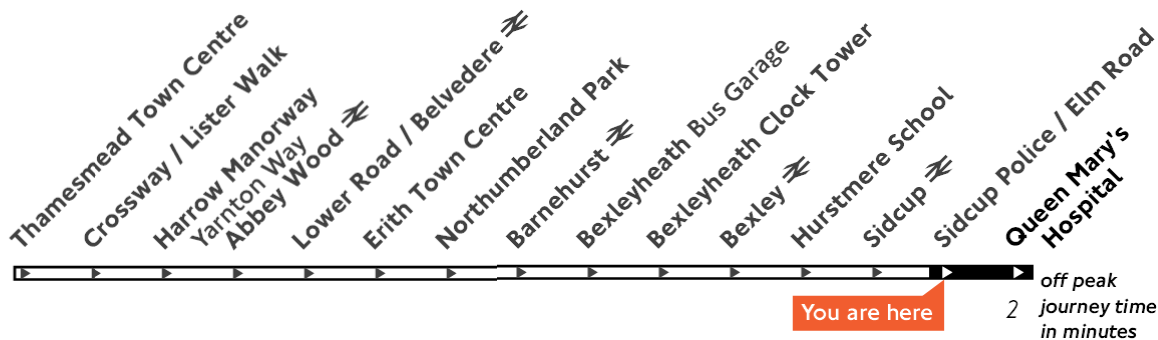 Thamesmead Town Centre
Crossway / Lister Walk
Harrow Manorway
Yarnton Way
Abbey Wood
Lower Road / Belvedere
Erith Town Centre
Northumberland Park
Barnehurst
Bexleyheath Bus Garage
Bexleyheath Clock Tower
Bexley
Hurstmere School
Sidcup
Sidcup Police / Elm Road
Queen Mary's
Hospital
You are here
2
off peak
journey time
in minutes